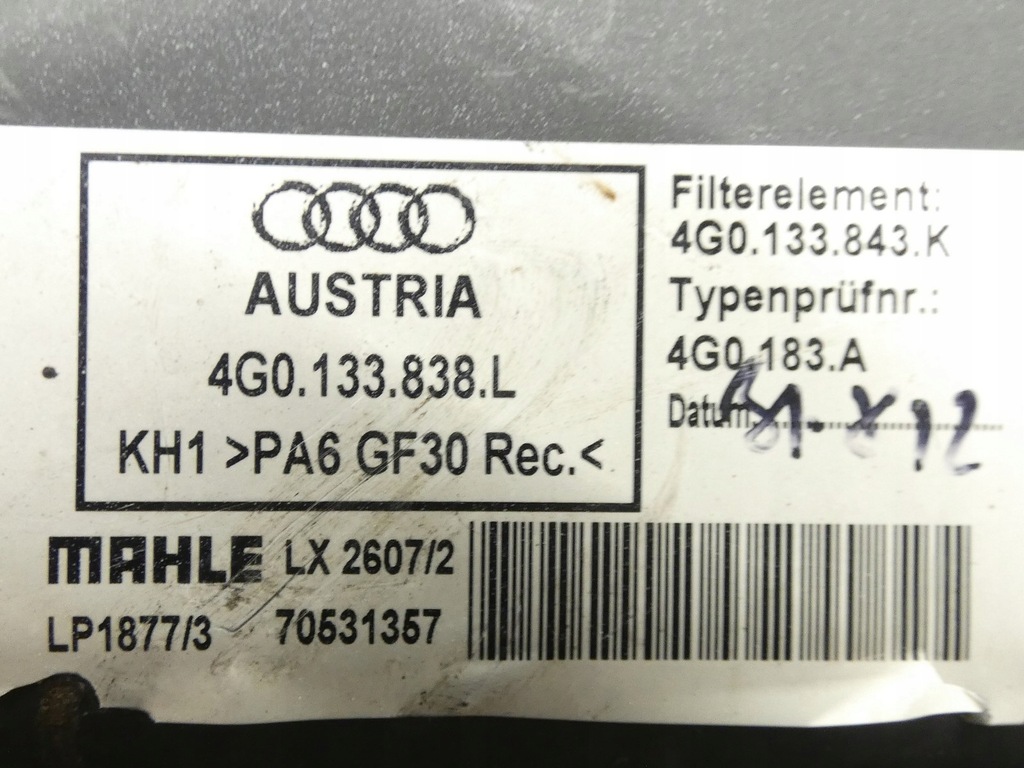 AUSTRIA
4G0.133.838.L
KH1 >PA6 GF30 Rec.<
Filterelement:
4G0.133.843.K
Typenprüfnr.:
4G0.183.A
Datum
MAHLE LX 2607/2
LP1877/3 70531357